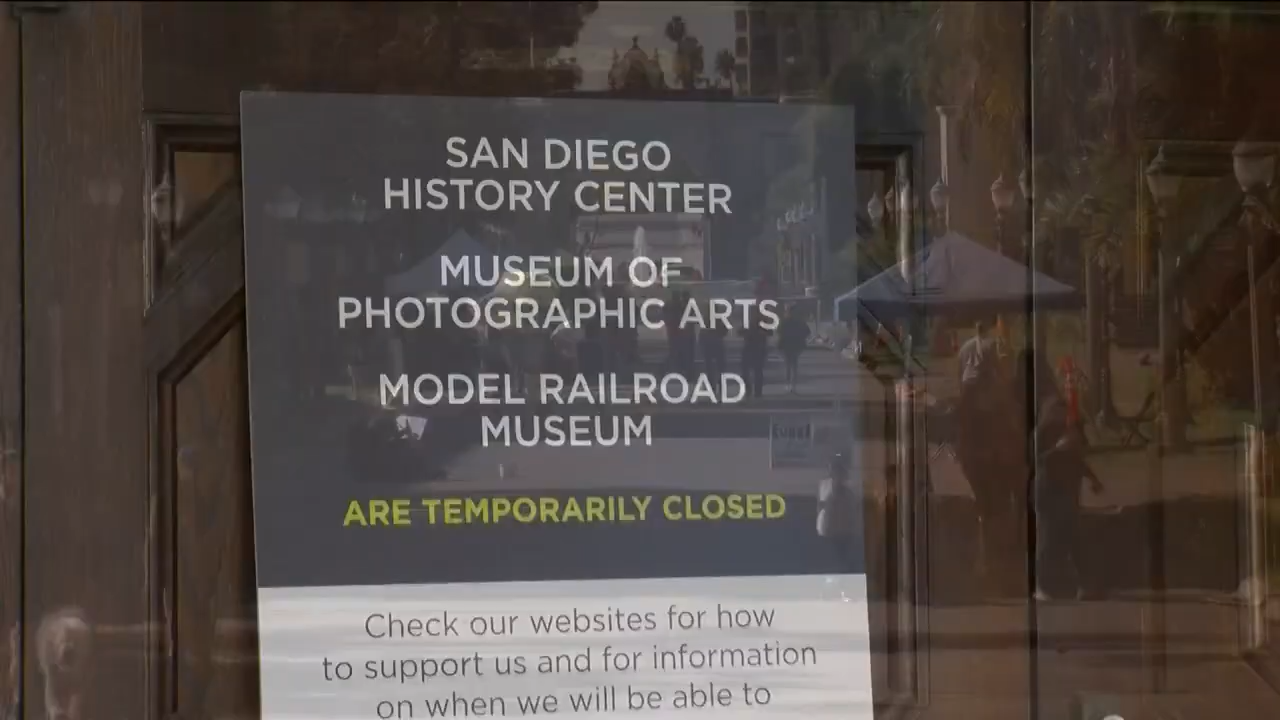 SAN DIEGO
HISTORY CENTER
MUSEUM OF
PHOTOGRAPHIC ARTS
MODEL RAILROAD
MUSEUM
ARE TEMPORARILY CLOSED
Check our websites for how
to support us and for information
on when we will be able to